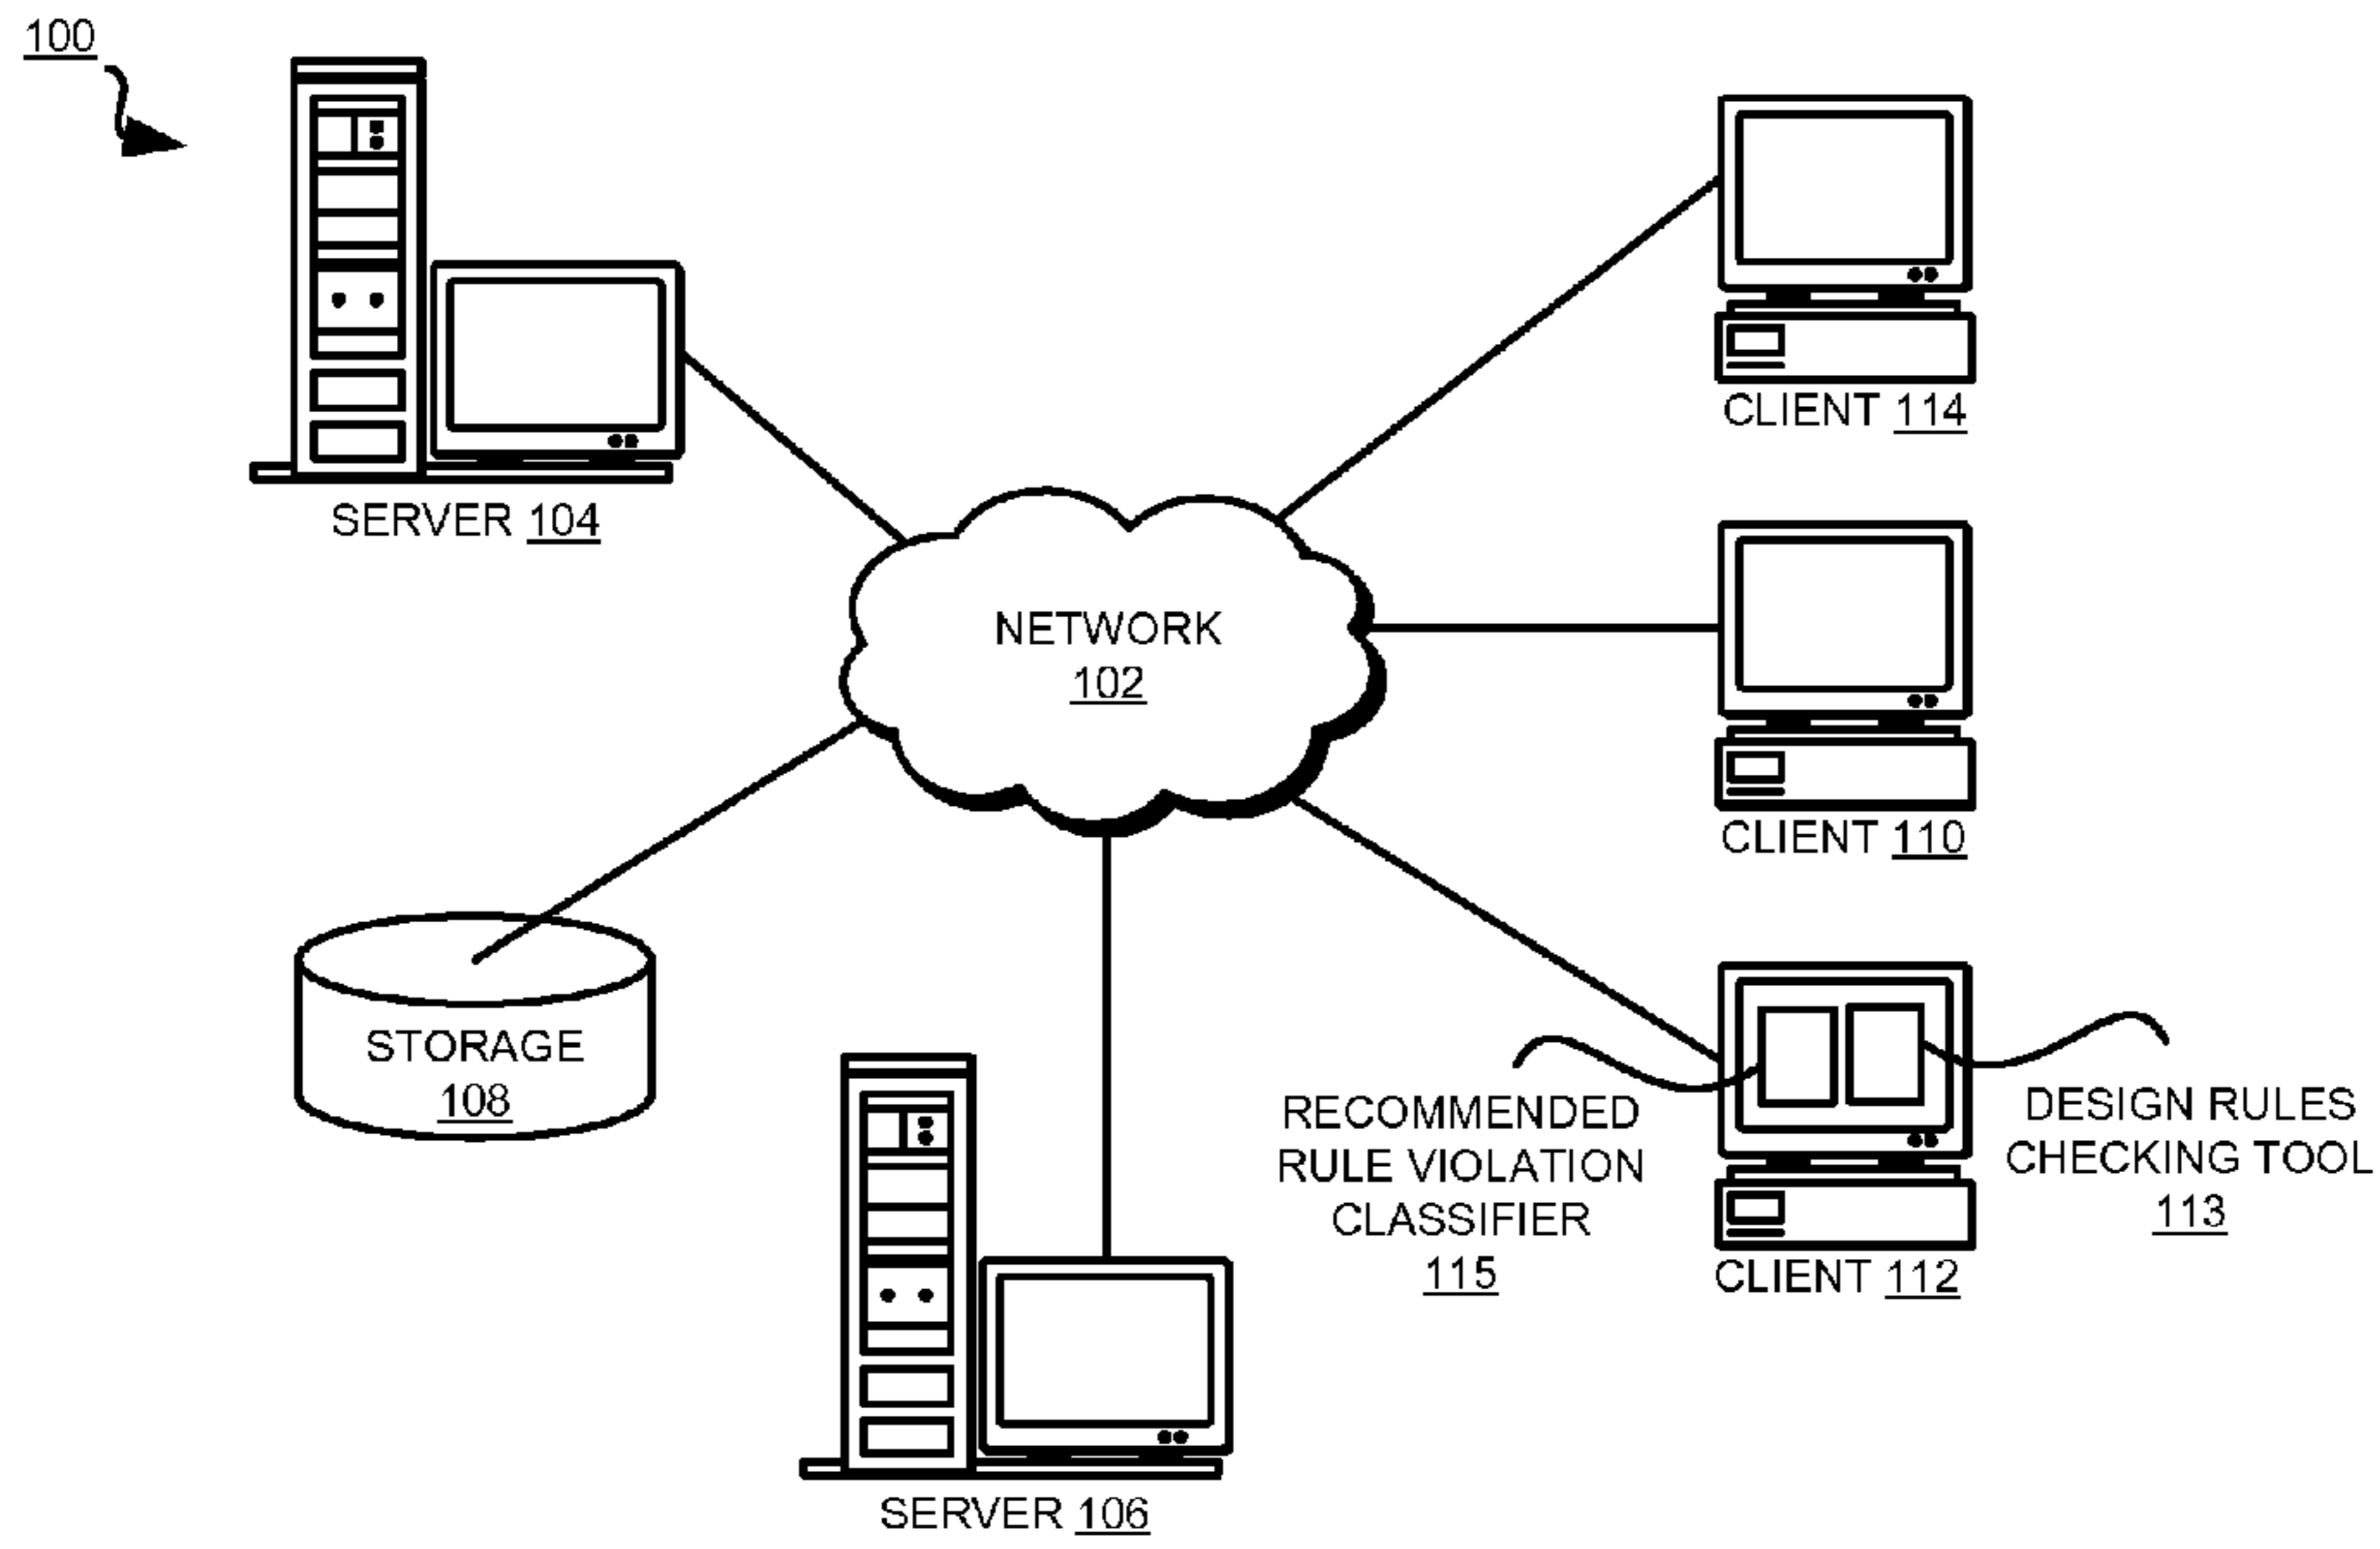 100
CLIENT 114
SERVER 104
NETWORK
102
CLIENT 110
STORAGE
108
RECOMMENDED
RULE VIOLATION
CLASSIFIER
115
DESIGN RULES
CHECKING TOOL
113
CLIENT 112
SERVER 106